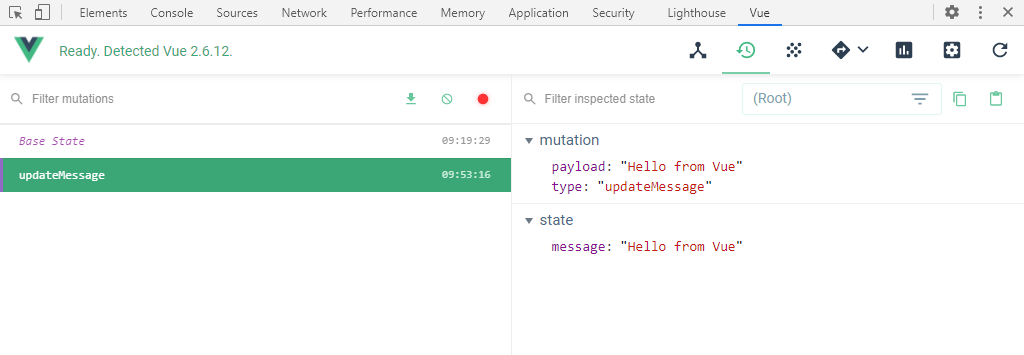 Elements Console Sources Network Performance Memory Application Security Lighthouse Vue
Ready. Detected Vue 2.6.12.
Filter mutations
Filter inspected state
(Root)
Base State 09:19:29
updateMessage 09:53:16
mutation
payload: "Hello from Vue"
type: "updateMessage"
state
message: "Hello from Vue"